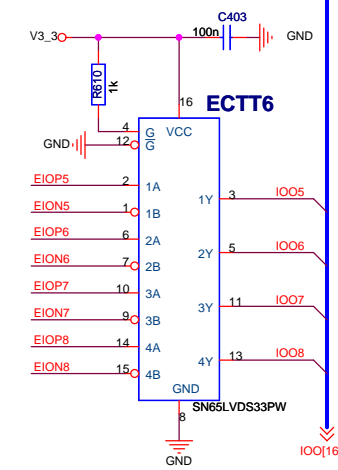 C403
V3_3
100n
GND
R610
1k
16
ECTT6
4
G
VCC
GND
12
G
EIOP5
2
1A
1Y
3
IOO5
EION5
1
1B
EIOP6
6
2A
2Y
5
IOO6
EION6
7
2B
EIOP7
10
3A
3Y
11
IOO7
EION7
9
3B
EIOP8
14
4A
4Y
13
IOO8
EION8
15
4B
GND
SN65LVDS33PW
8
GND
IOO[16